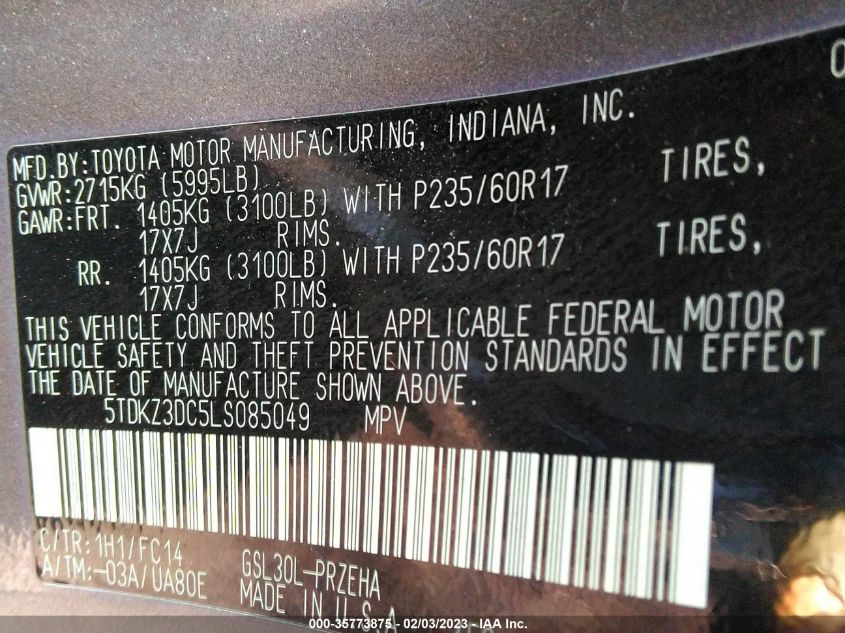 0
MFD.BY:TOYOTA MOTOR MANUFACTURING, INDIANA, INC.
GVWR:2715KG (5995LB)
GAWR:FRT. 1405KG (3100LB) WITH P235/60R17 TIRES,
17X7J RIMS.
RR. 1405KG (3100LB) WITH P235/60R17 TIRES,
17X7J RIMS.
THIS VEHICLE CONFORMS TO ALL APPLICABLE FEDERAL MOTOR
VEHICLE SAFETY AND THEFT PREVENTION STANDARDS IN EFFECT
THE DATE OF MANUFACTURE SHOWN ABOVE.
5TDKZ3DC5LS085049 MPV
C/TR:1H1/FC14
A/TM:-03A/UA80E GSL30L-PRZEHA
MADE IN U.S.A
000-35773875 - 02/03/2023 - IAA Inc.